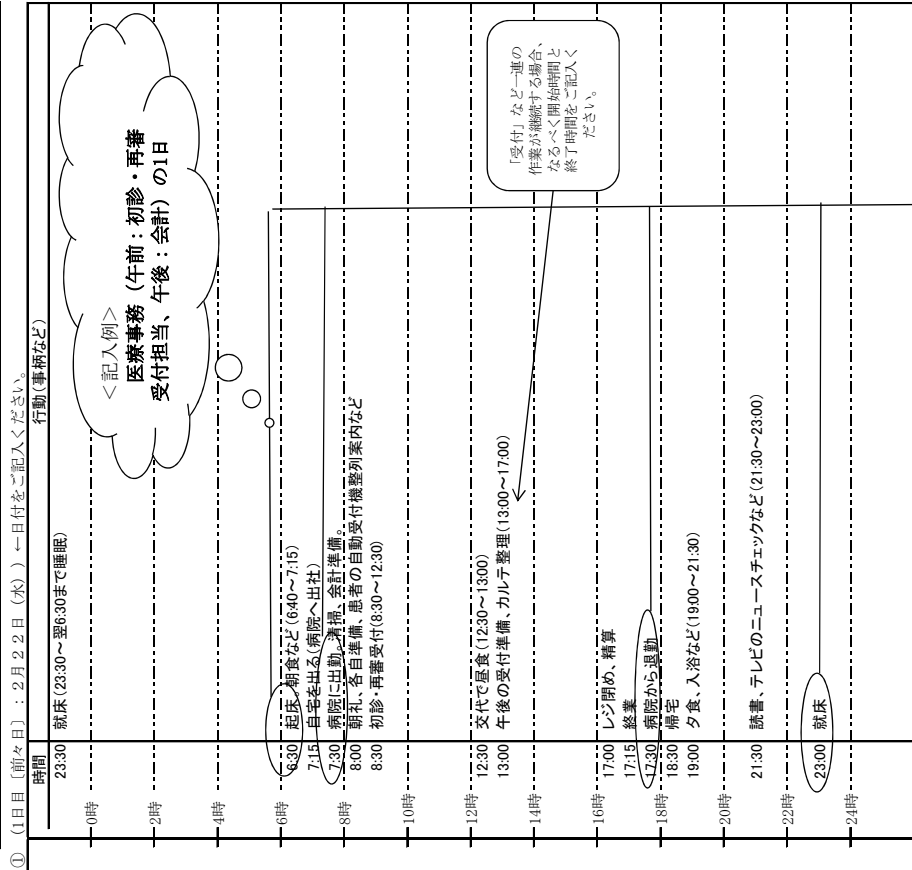 ① (1日目［前々日］：２月２２日（水）) ←日付をご記入ください。
時間
行動(事柄など)
23:30 就床(23:30～翌6:30まで睡眠)
0時
2時
4時
＜記入例＞
医療事務（午前：初診・再審
受付担当、午後：会計）の1日
6時
6:30 起床。朝食など(6:40～7:15)
7:15 自宅を出る(病院へ出社)
7:30 病院に出勤。清掃、会計準備。
8時
8:00 朝礼、各自準備、患者の自動受付機整列案内など
8:30 初診・再審受付(8:30～12:30)
10時
12時
12:30 交代で昼食(12:30～13:00)
13:00 午後の受付準備、カルテ整理(13:00～17:00)
「受付」など一連の
作業が継続する場合、
なるべく開始時間と
終了時間をご記入く
ださい。
14時
16時
17:00 レジ閉め、精算
17:15 終業
17:30 病院から退勤
18時
18:30 帰宅
19:00 夕食、入浴など(19:00～21:30)
20時
21:30 読書、テレビのニュースチェックなど(21:30～23:00)
22時
23:00 就床
24時